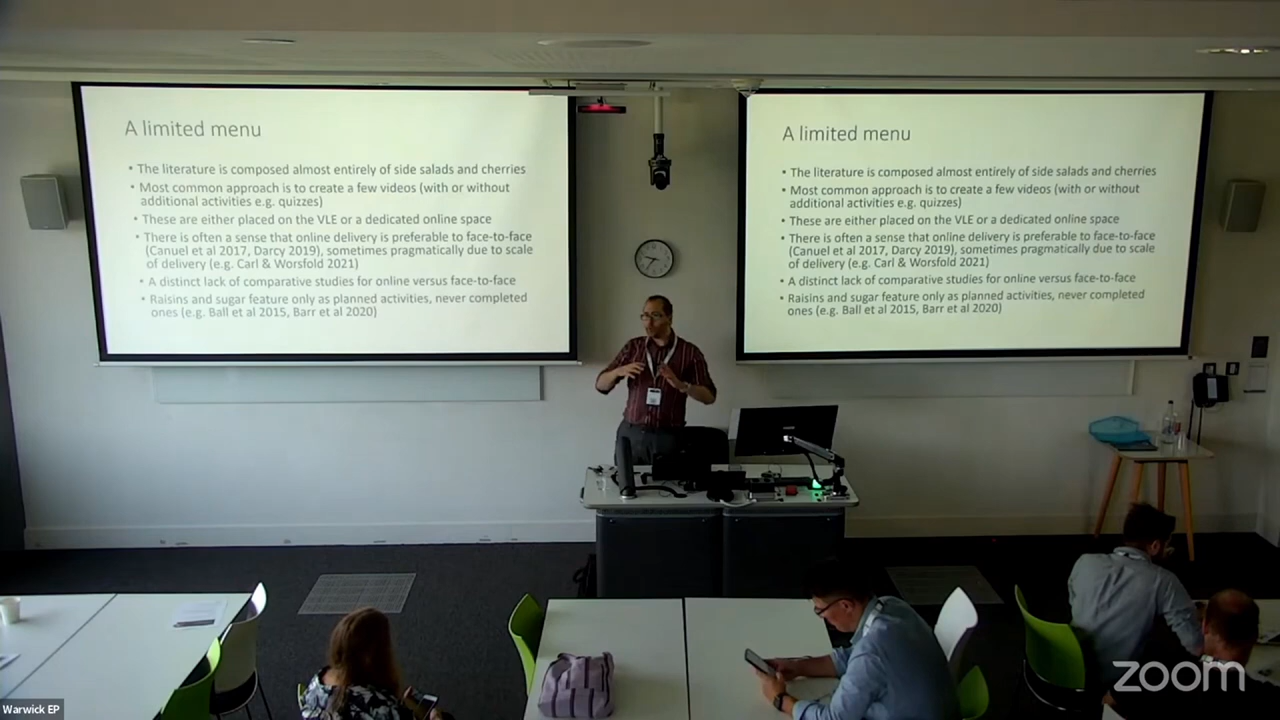 A limited menu
• The literature is composed almost entirely of side salads and cherries
• Most common approach is to create a few videos (with or without
additional activities e.g. quizzes)
• These are either placed on the VLE or a dedicated online space
• There is often a sense that online delivery is preferable to face-to-face
(Canuel et al 2017, Darcy 2019), sometimes pragmatically due to scale
of delivery (e.g. Carl & Worsfold 2021)
• A distinct lack of comparative studies for online versus face-to-face
• Raisins and sugar feature only as planned activities, never completed
ones (e.g. Ball et al 2015, Barr et al 2020)
A limited menu
• The literature is composed almost entirely of side salads and cherries
• Most common approach is to create a few videos (with or without
additional activities e.g. quizzes)
• These are either placed on the VLE or a dedicated online space
• There is often a sense that online delivery is preferable to face-to-face
(Canuel et al 2017, Darcy 2019), sometimes pragmatically due to scale
of delivery (e.g. Carl & Worsfold 2021)
• A distinct lack of comparative studies for online versus face-to-face
• Raisins and sugar feature only as planned activities, never completed
ones (e.g. Ball et al 2015, Barr et al 2020)
zoom
Warwick EP